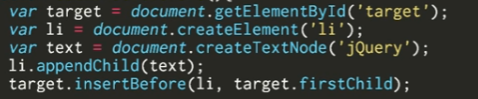 var target = document.getElementById('target');
var li = document.createElement('li');
var text = document.createTextNode('jQuery');
li.appendChild(text);
target.insertBefore(li, target.firstChild);